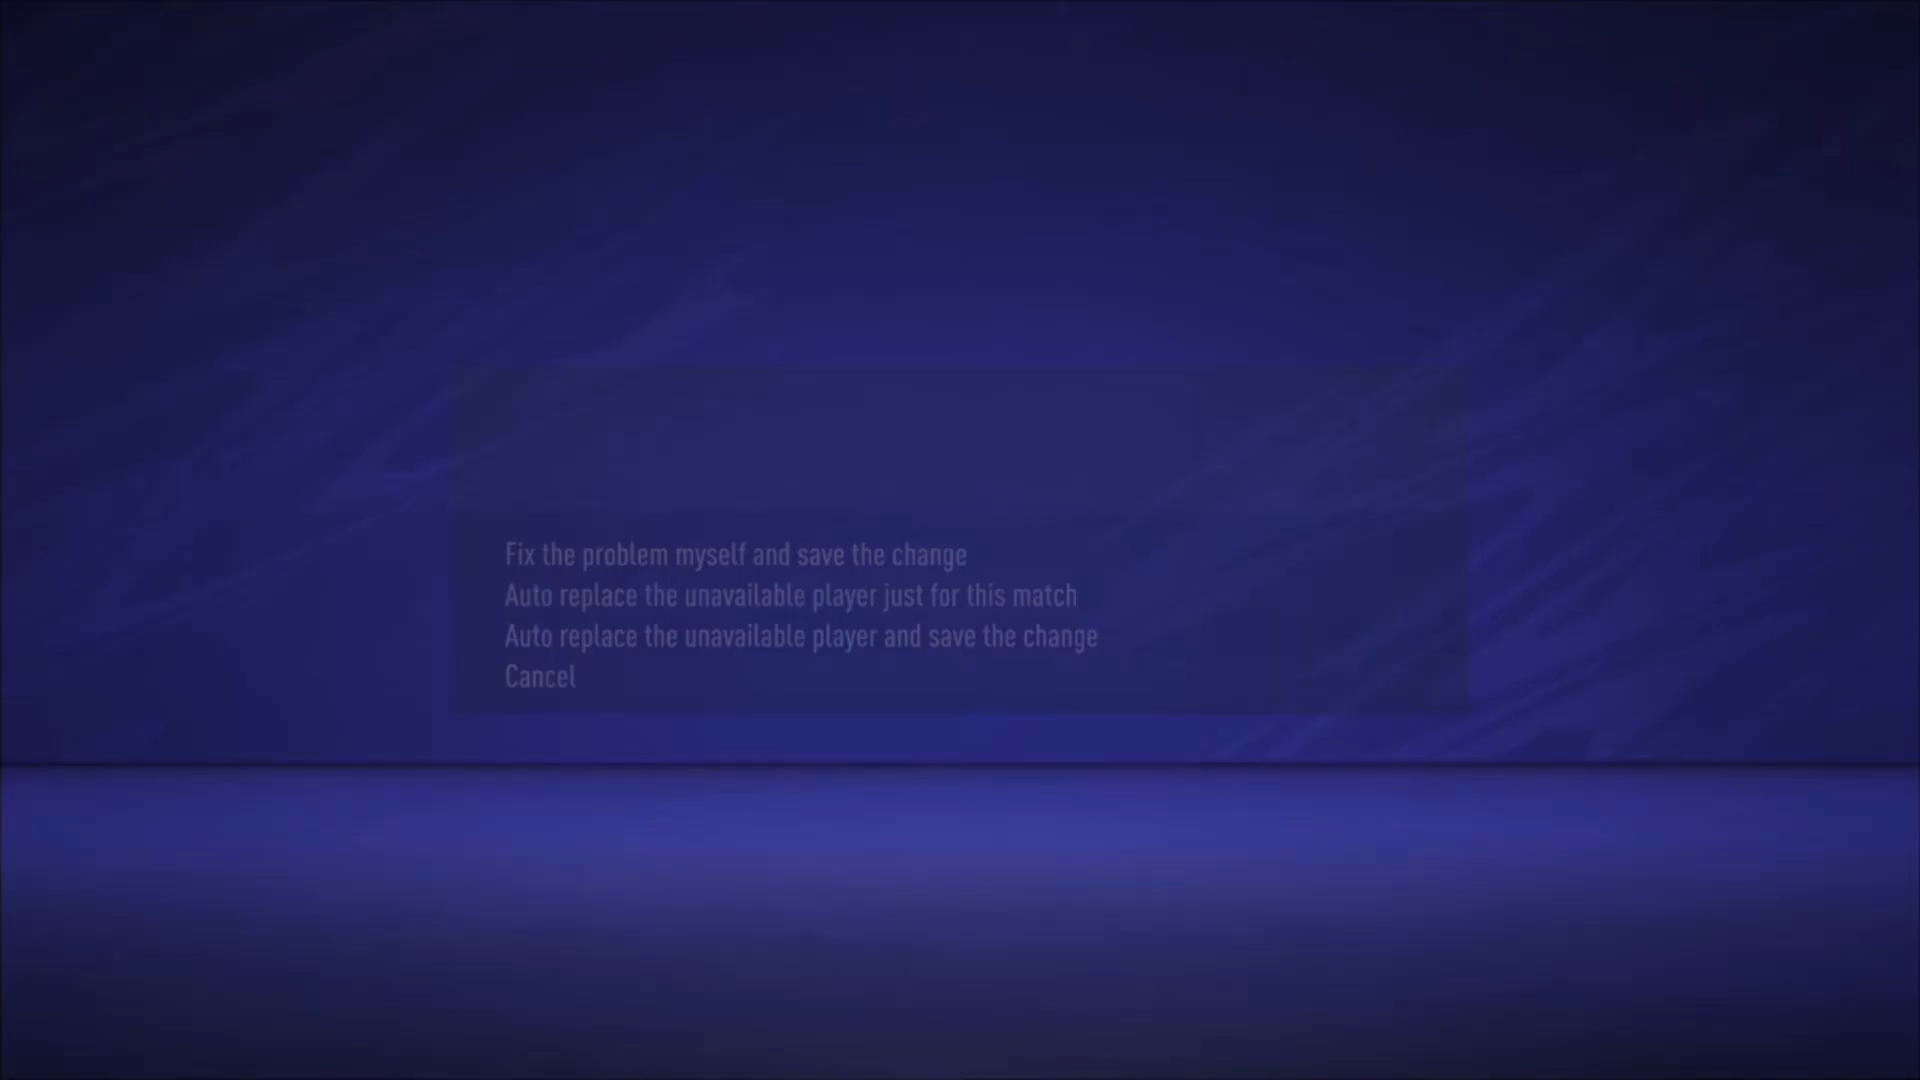 Fix the problem myself and save the change
Auto replace the unavailable player just for this match
Auto replace the unavailable player and save the change
Cancel